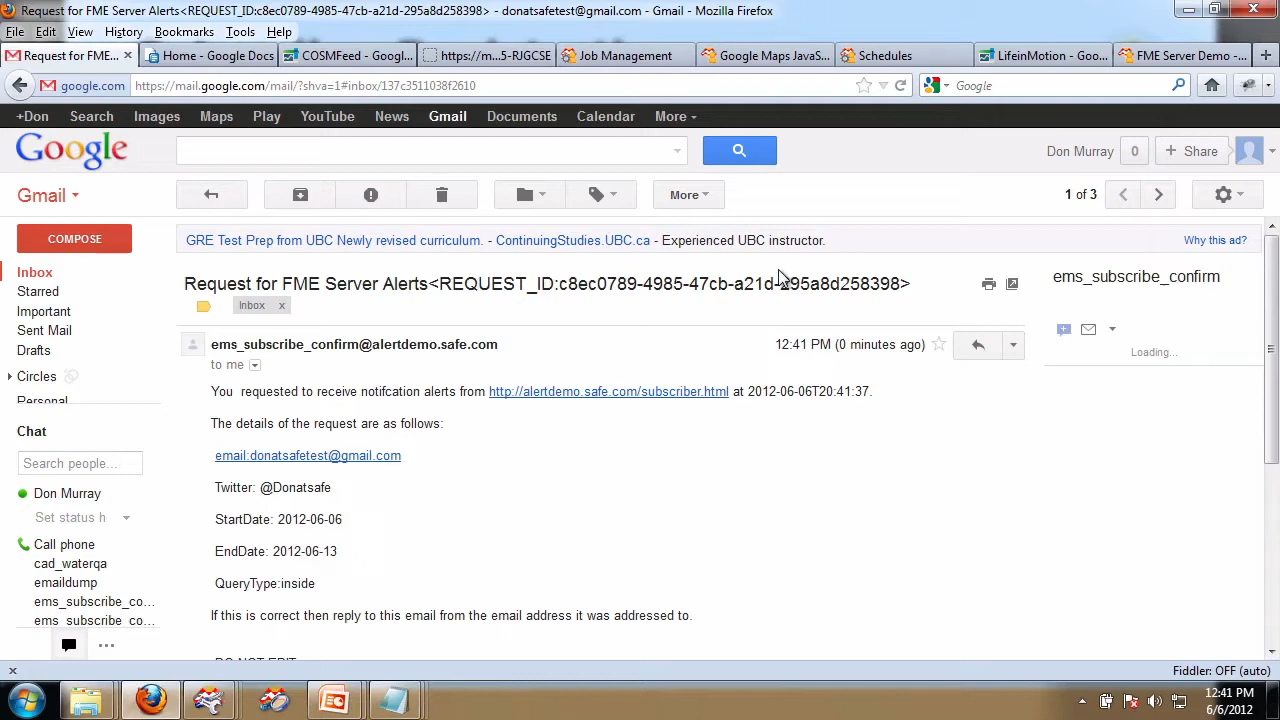 Request for FME Server Alerts<REQUEST_ID:c8ec0789-4985-47cb-a21d-295a8d258398> - donatsafetest@gmail.com - Gmail - Mozilla Firefox
File Edit View History Bookmarks Tools Help
Request for FME... × Home - Google Docs COSMFeed - Googl... https://m...5-RJGCSE Job Management Google Maps JavaS... Schedules LifeinMotion - Goo... FME Server Demo -...
google.com https://mail.google.com/mail/?shva=1#inbox/137c3511038f2610 Google
+Don Search Images Maps Play YouTube News Gmail Documents Calendar More
Google Don Murray 0 + Share
Gmail More 1 of 3
COMPOSE
GRE Test Prep from UBC Newly revised curriculum. - ContinuingStudies.UBC.ca - Experienced UBC instructor. Why this ad?
Inbox
Starred
Important
Sent Mail
Drafts
Circles
Personal
Request for FME Server Alerts<REQUEST_ID:c8ec0789-4985-47cb-a21d-295a8d258398>
Inbox x
ems_subscribe_confirm
Loading...
ems_subscribe_confirm@alertdemo.safe.com 12:41 PM (0 minutes ago)
to me
You requested to receive notifcation alerts from http://alertdemo.safe.com/subscriber.html at 2012-06-06T20:41:37.
The details of the request are as follows:
email:donatsafetest@gmail.com
Twitter: @Donatsafe
StartDate: 2012-06-06
EndDate: 2012-06-13
QueryType:inside
If this is correct then reply to this email from the email address it was addressed to.
DO NOT EDIT
Chat
Search people...
Don Murray
Set status h
Call phone
cad_waterqa
emaildump
ems_subscribe_co...
ems_subscribe_co...
× Fiddler: OFF (auto)
12:41 PM
6/6/2012